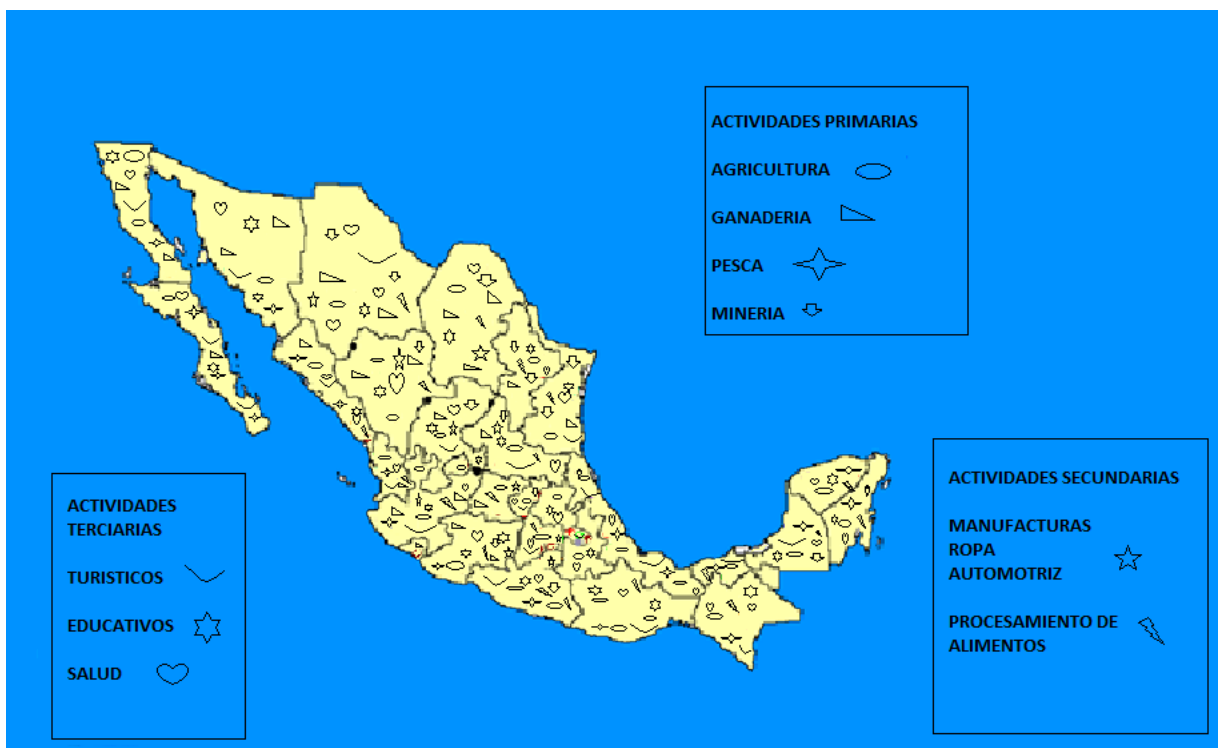 ACTIVIDADES PRIMARIAS
AGRICULTURA
GANADERIA
PESCA
MINERIA
ACTIVIDADES
TERCIARIAS
TURISTICOS
EDUCATIVOS
SALUD
ACTIVIDADES SECUNDARIAS
MANUFACTURAS
ROPA
AUTOMOTRIZ
PROCESAMIENTO DE
ALIMENTOS